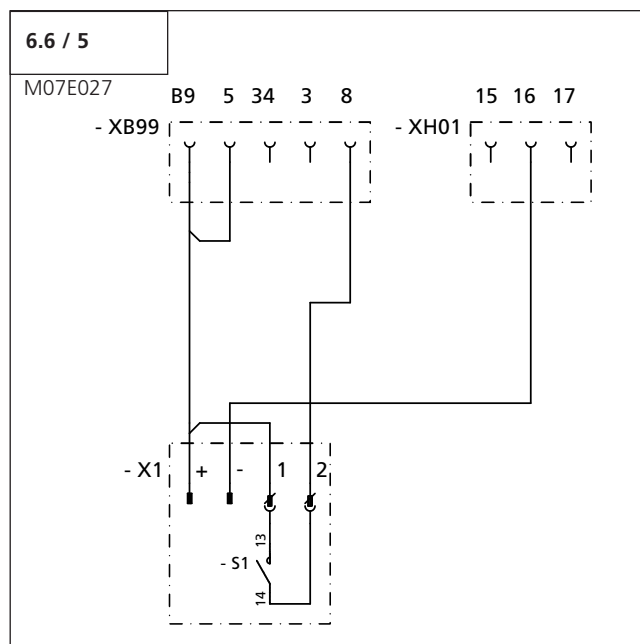 6.6 / 5
M07E027
B9 5 34 3 8 15 16 17
- XB99 - XH01
- X1 + - 1 2
13
- S1
14